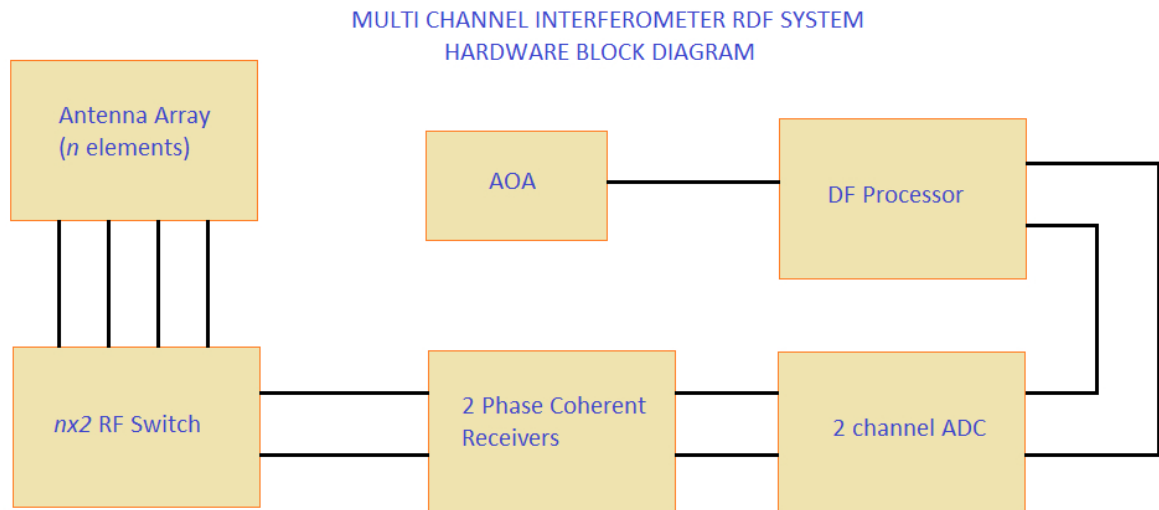 MULTI CHANNEL INTERFEROMETER RDF SYSTEM
HARDWARE BLOCK DIAGRAM
Antenna Array
(n elements)
AOA
DF Processor
nx2 RF Switch
2 Phase Coherent
Receivers
2 channel ADC